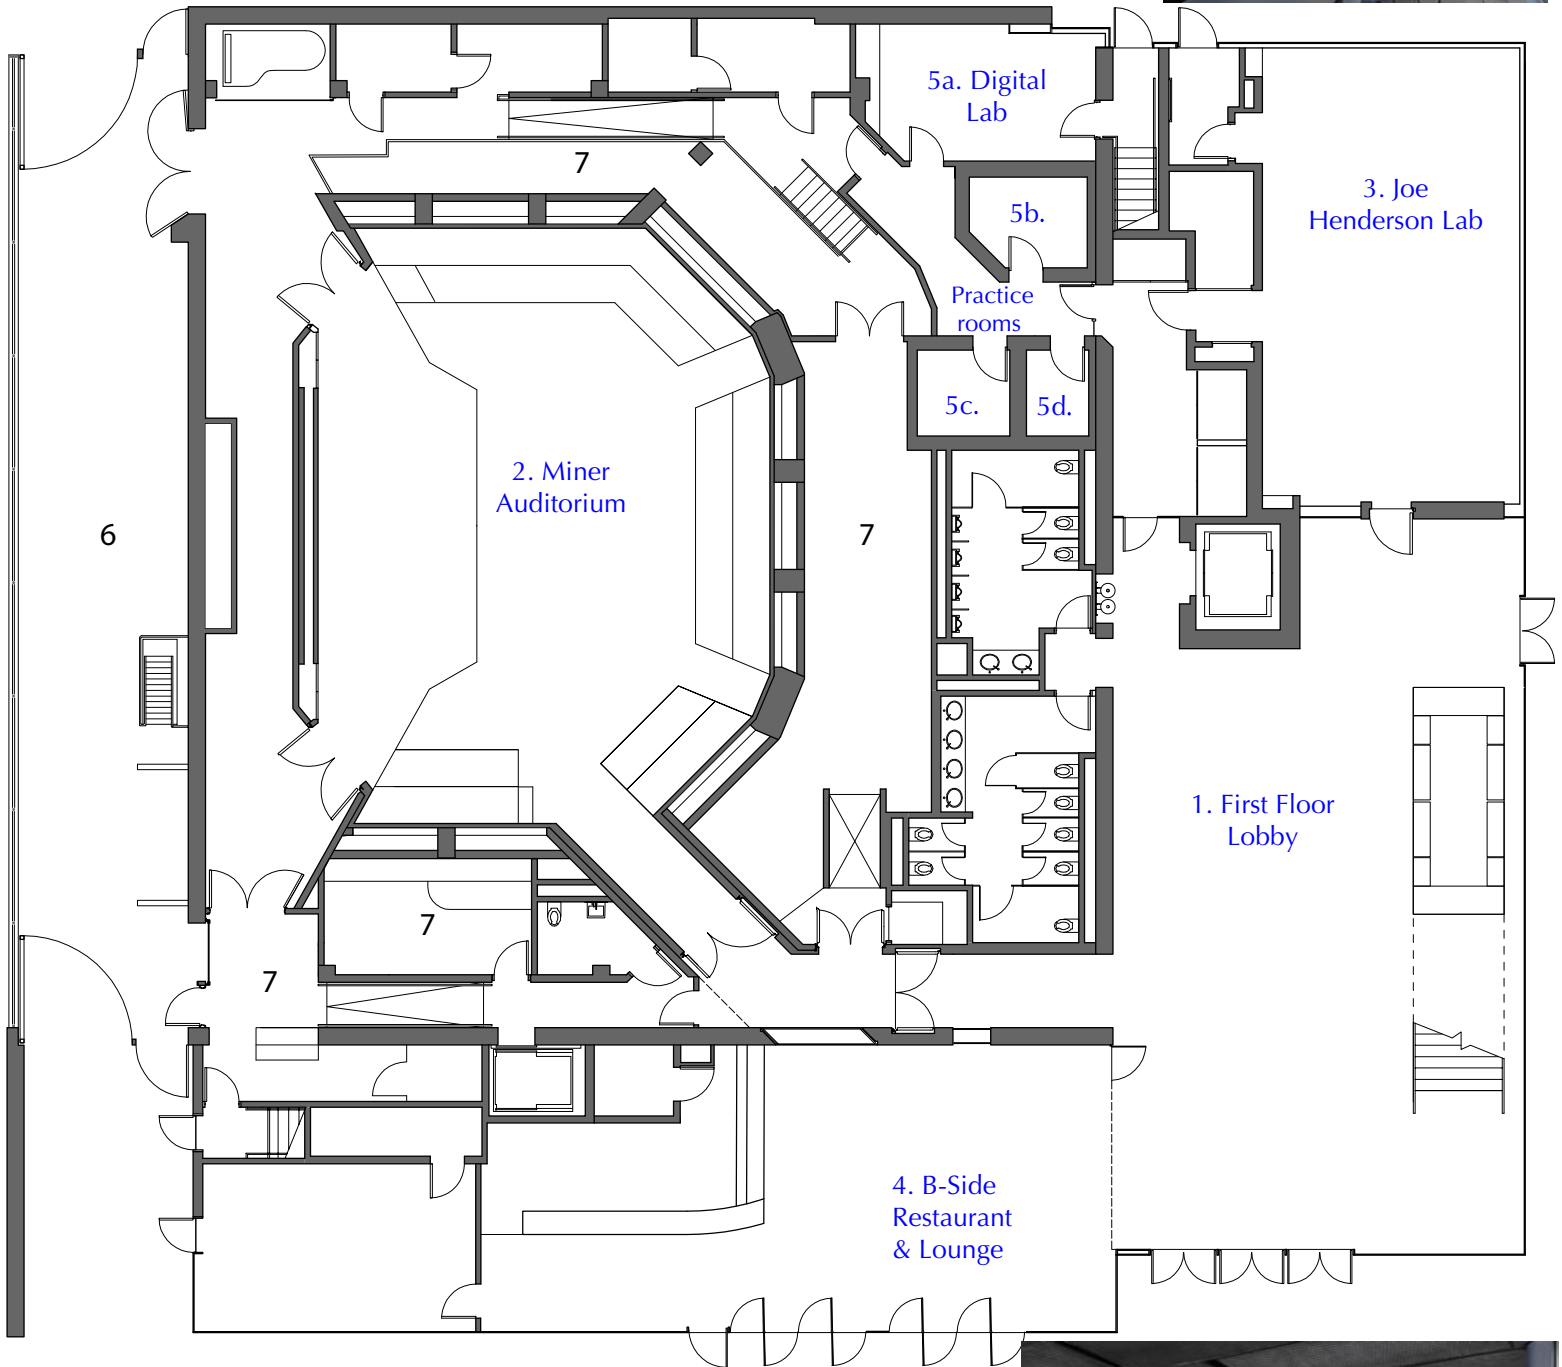 5a. Digital
Lab
7
3. Joe
Henderson Lab
5b.
Practice
rooms
5c.
5d.
2. Miner
Auditorium
6
7
1. First Floor
Lobby
7
7
4. B-Side
Restaurant
& Lounge